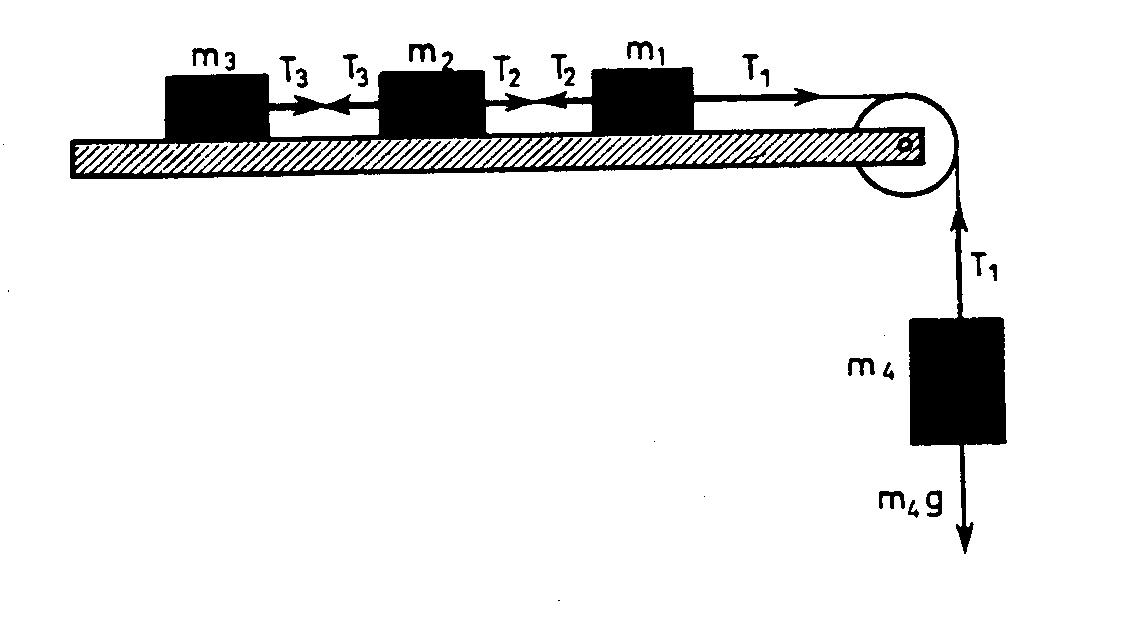 m₃ T₃ T₃ m₂ T₂ T₂ m₁ T₁
T₁
m₄
m₄g